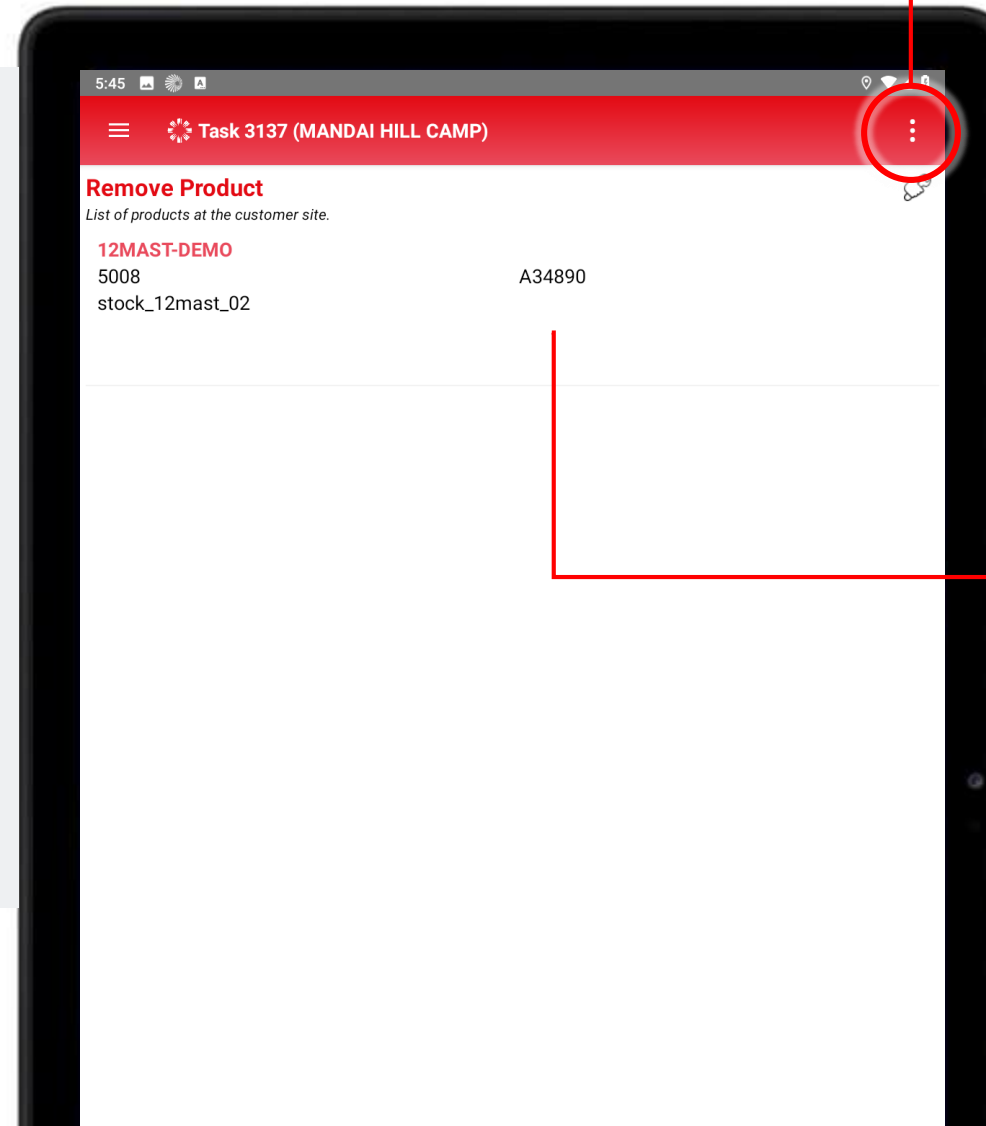 5:45
Task 3137 (MANDAI HILL CAMP)
Remove Product
List of products at the customer site.
12MAST-DEMO
5008 A34890
stock_12mast_02